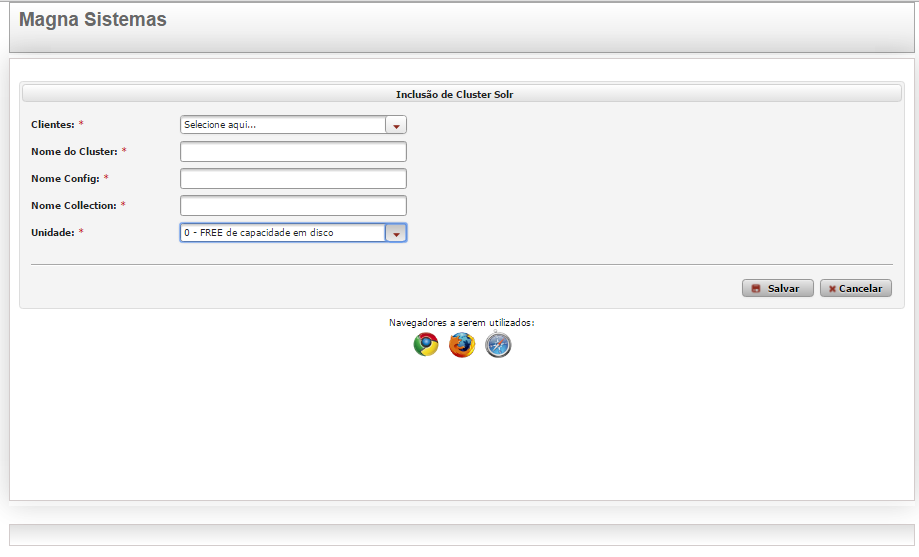 Magna Sistemas
Inclusão de Cluster Solr
Clientes: * Selecione aqui...
Nome do Cluster: *
Nome Config: *
Nome Collection: *
Unidade: * 0 - FREE de capacidade em disco
Salvar Cancelar
Navegadores a serem utilizados: